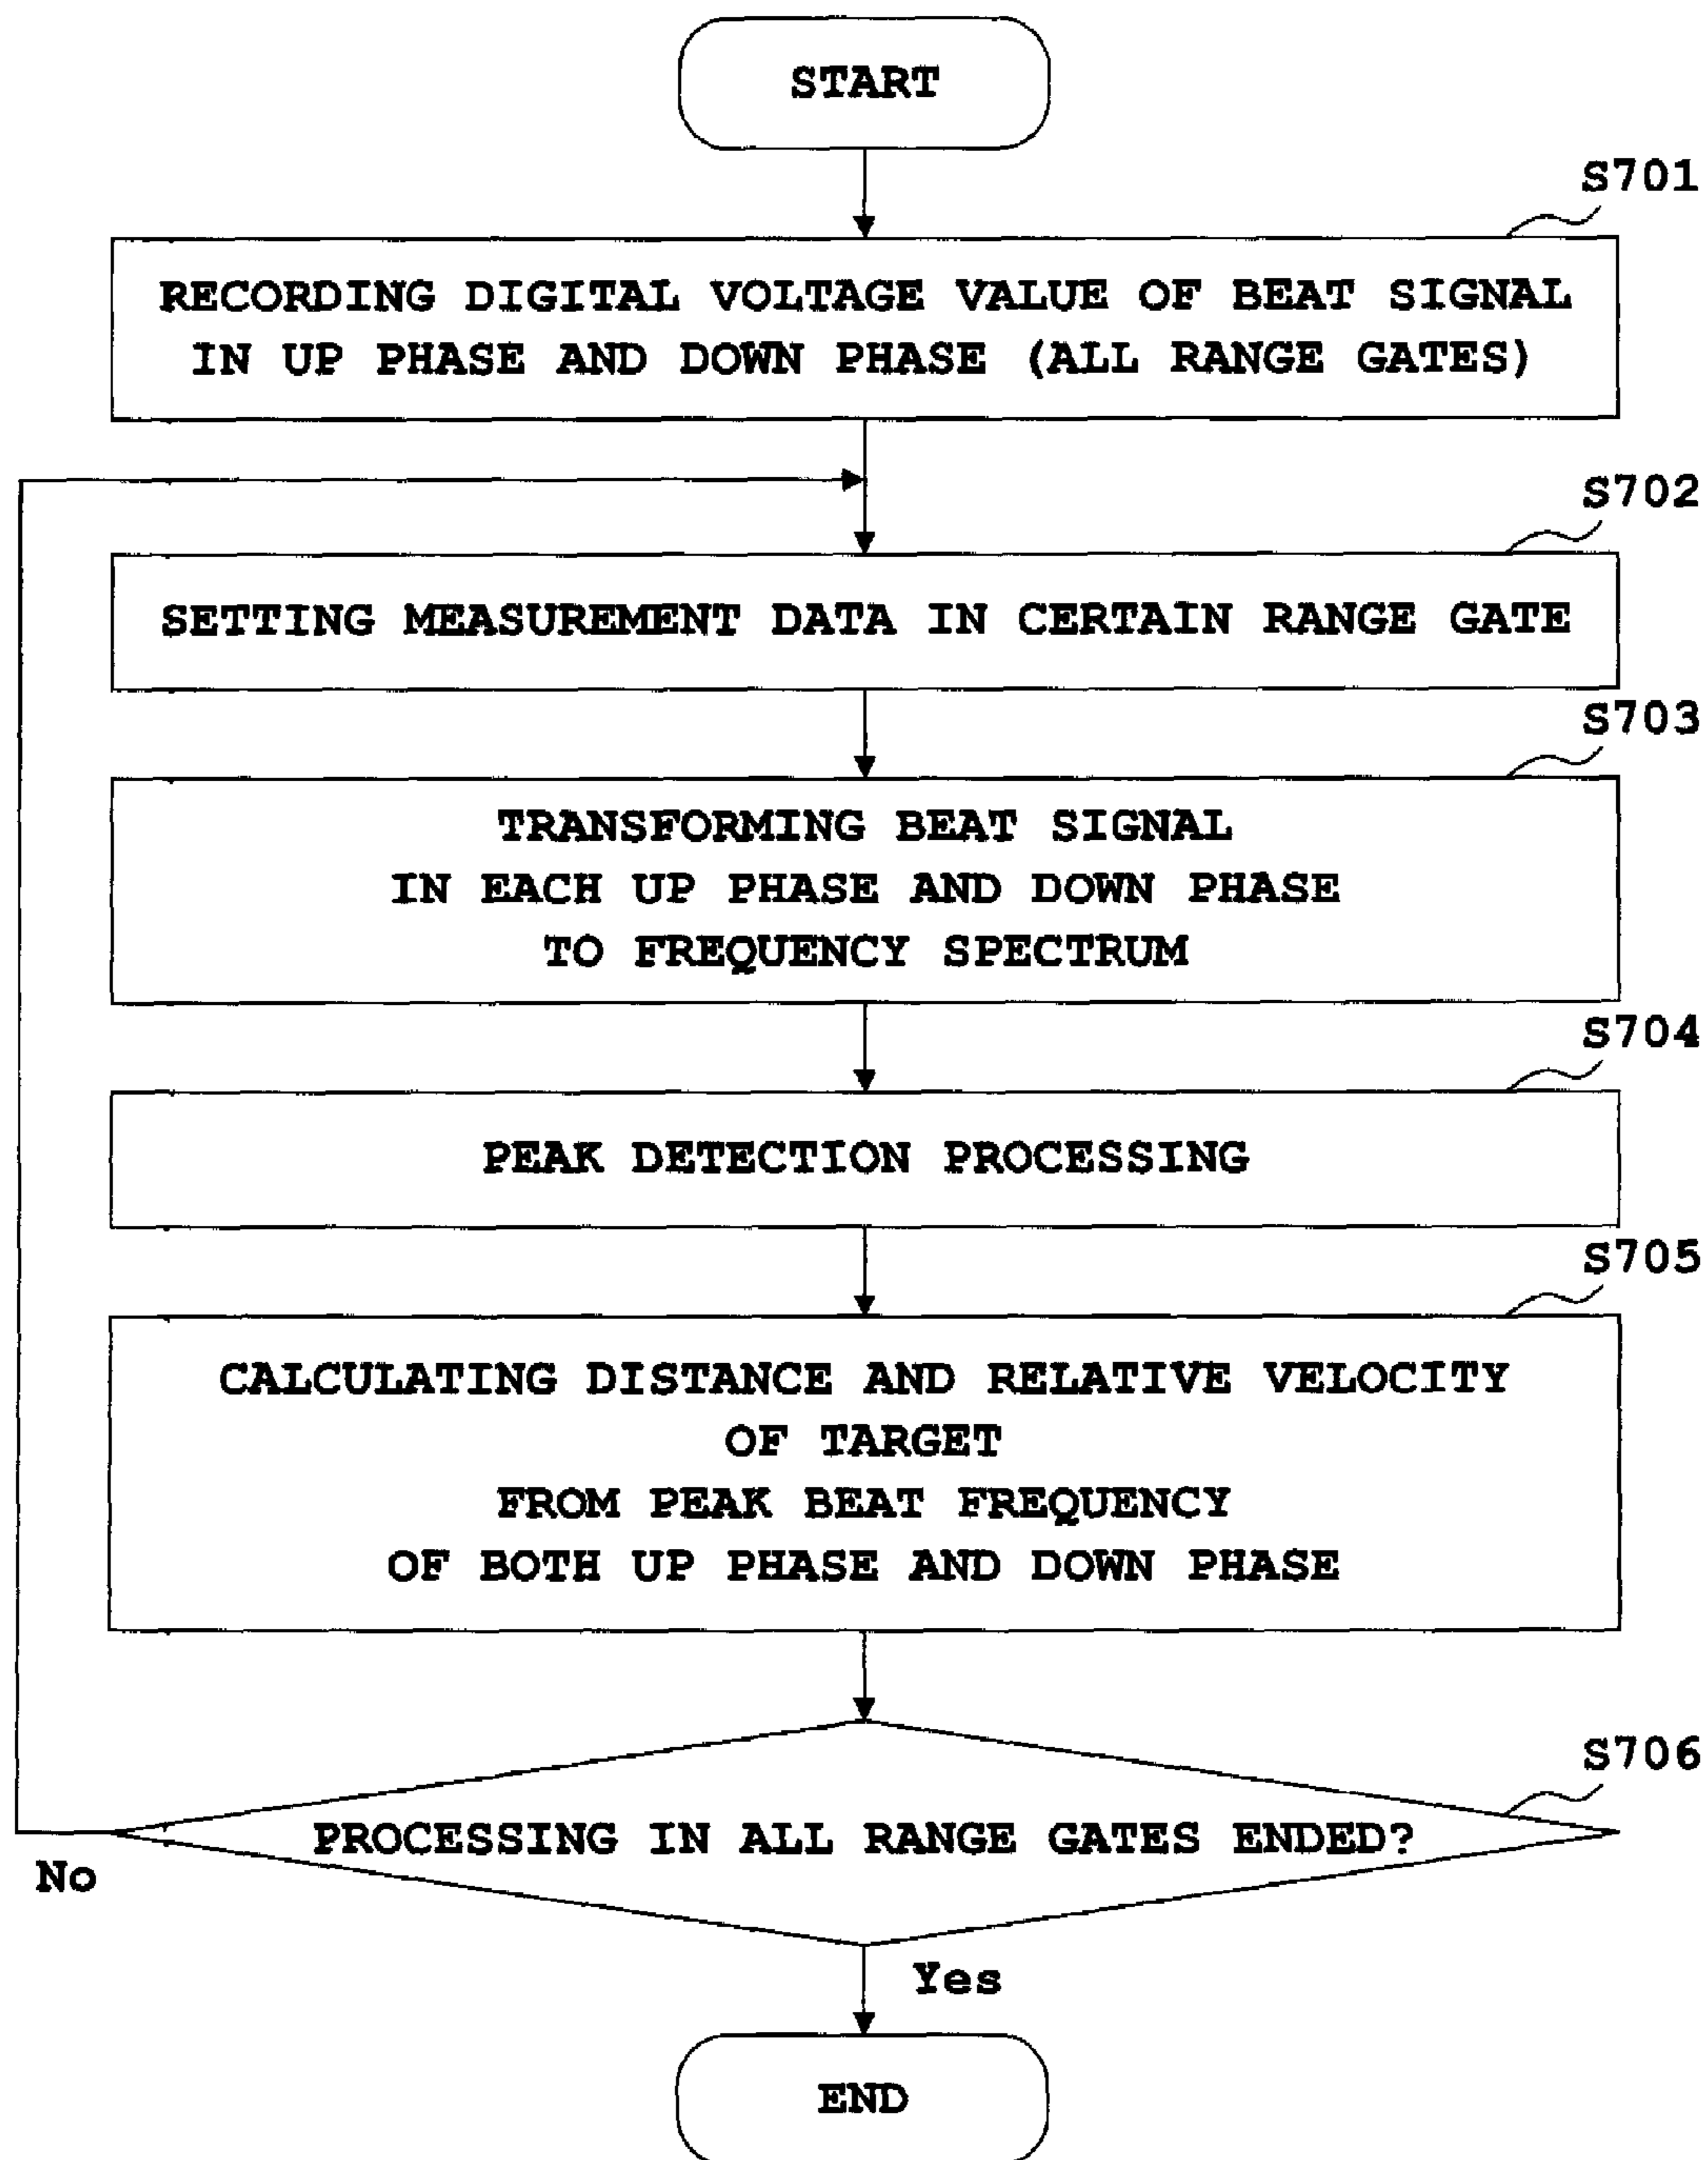 START
S701
RECORDING DIGITAL VOLTAGE VALUE OF BEAT SIGNAL
IN UP PHASE AND DOWN PHASE (ALL RANGE GATES)
S702
SETTING MEASUREMENT DATA IN CERTAIN RANGE GATE
S703
TRANSFORMING BEAT SIGNAL
IN EACH UP PHASE AND DOWN PHASE
TO FREQUENCY SPECTRUM
S704
PEAK DETECTION PROCESSING
S705
CALCULATING DISTANCE AND RELATIVE VELOCITY
OF TARGET
FROM PEAK BEAT FREQUENCY
OF BOTH UP PHASE AND DOWN PHASE
S706
PROCESSING IN ALL RANGE GATES ENDED?
No
Yes
END